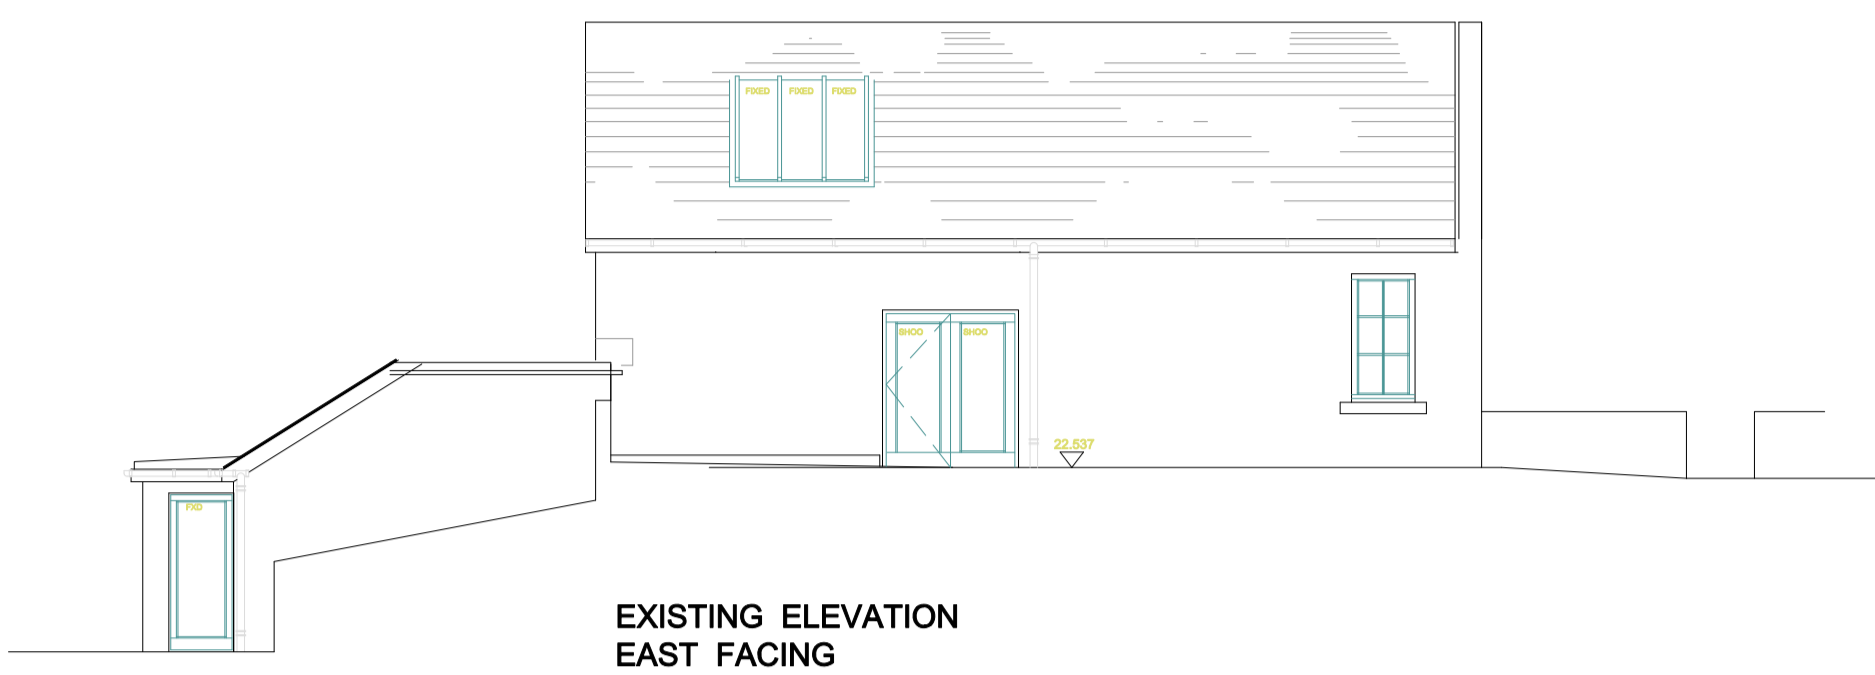 FIXED FIXED FIXED
SHOO SHOO
22.537
FXD
EXISTING ELEVATION
EAST FACING